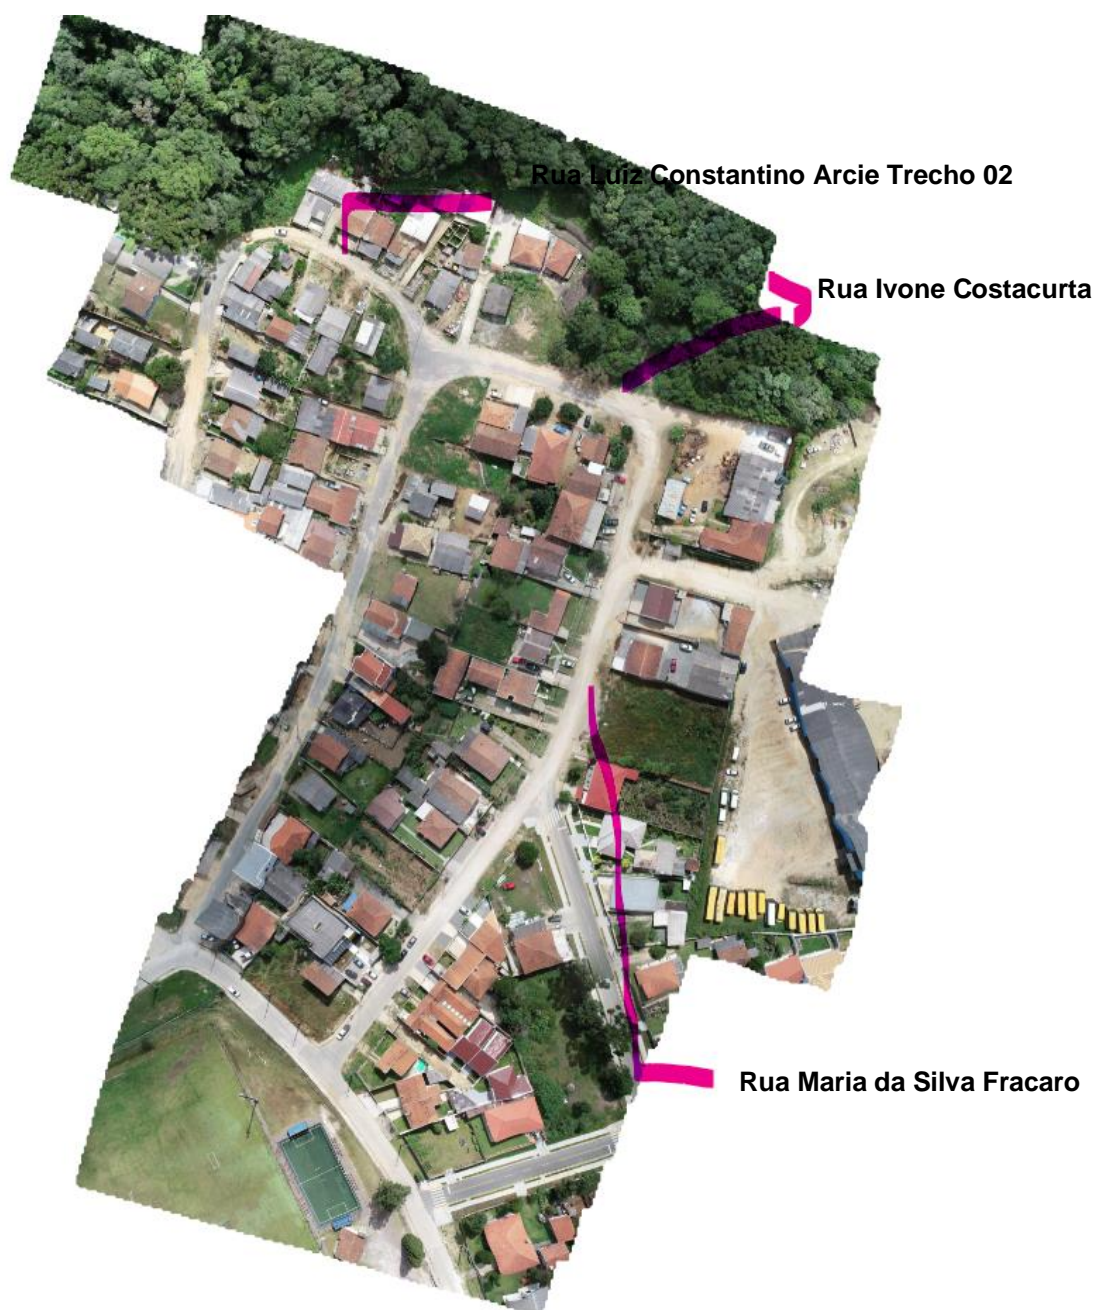 Rua Luiz Constantino Arcie Trecho 02
Rua Ivone Costacurta
Rua Maria da Silva Fracaro